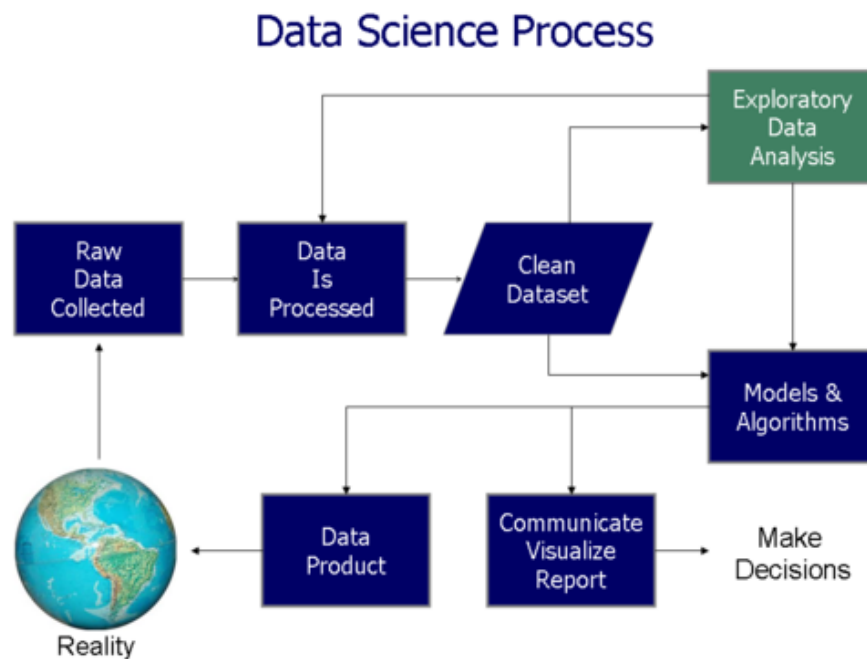 Data Science Process
Exploratory
Data
Analysis
Raw
Data
Collected
Data
Is
Processed
Clean
Dataset
Models &
Algorithms
Data
Product
Communicate
Visualize
Report
Make
Decisions
Reality